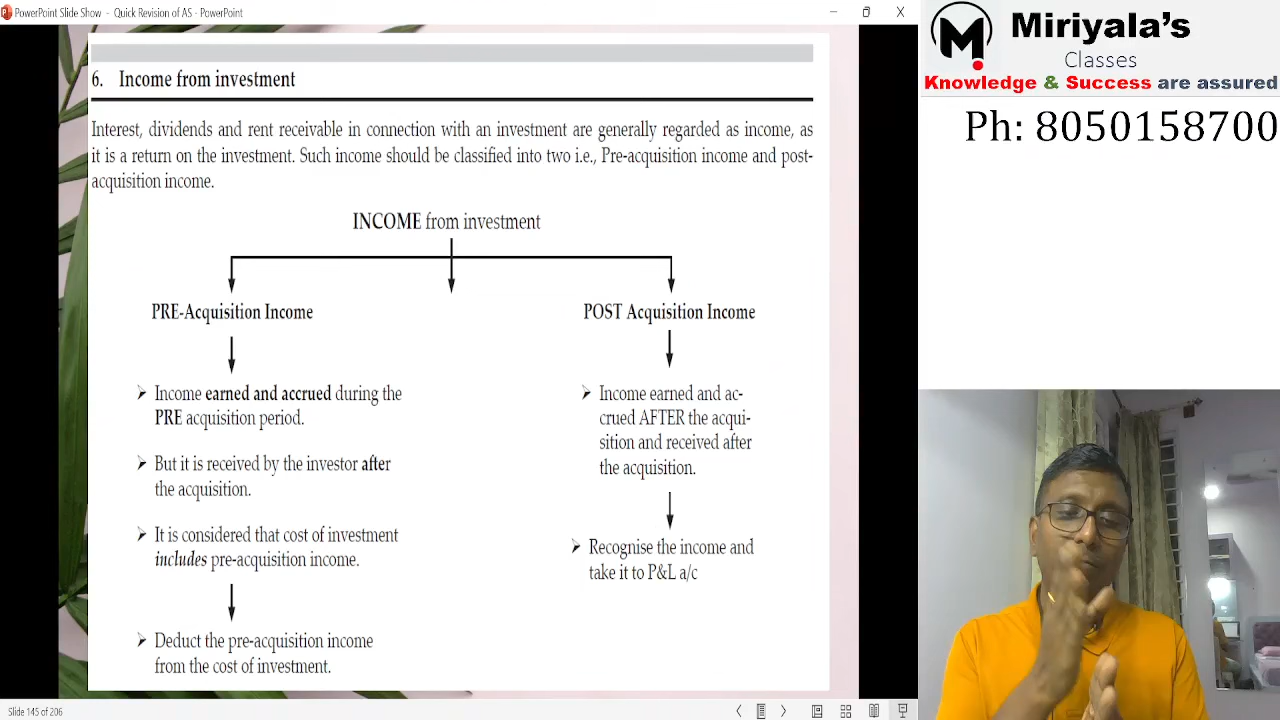 PowerPoint Slide Show - Quick Revision of AS - PowerPoint
Miriyala's
Classes
Knowledge & Success are assured
Ph: 8050158700
6. Income from investment
Interest, dividends and rent receivable in connection with an investment are generally regarded as income, as
it is a return on the investment. Such income should be classified into two i.e., Pre-acquisition income and post-
acquisition income.
INCOME from investment
PRE-Acquisition Income
➢ Income earned and accrued during the
PRE acquisition period.
➢ But it is received by the investor after
the acquisition.
➢ It is considered that cost of investment
includes pre-acquisition income.
➢ Deduct the pre-acquisition income
from the cost of investment.
POST Acquisition Income
➢ Income earned and ac-
crued AFTER the acqui-
sition and received after
the acquisition.
➢ Recognise the income and
take it to P&L a/c
Slide 145 of 206